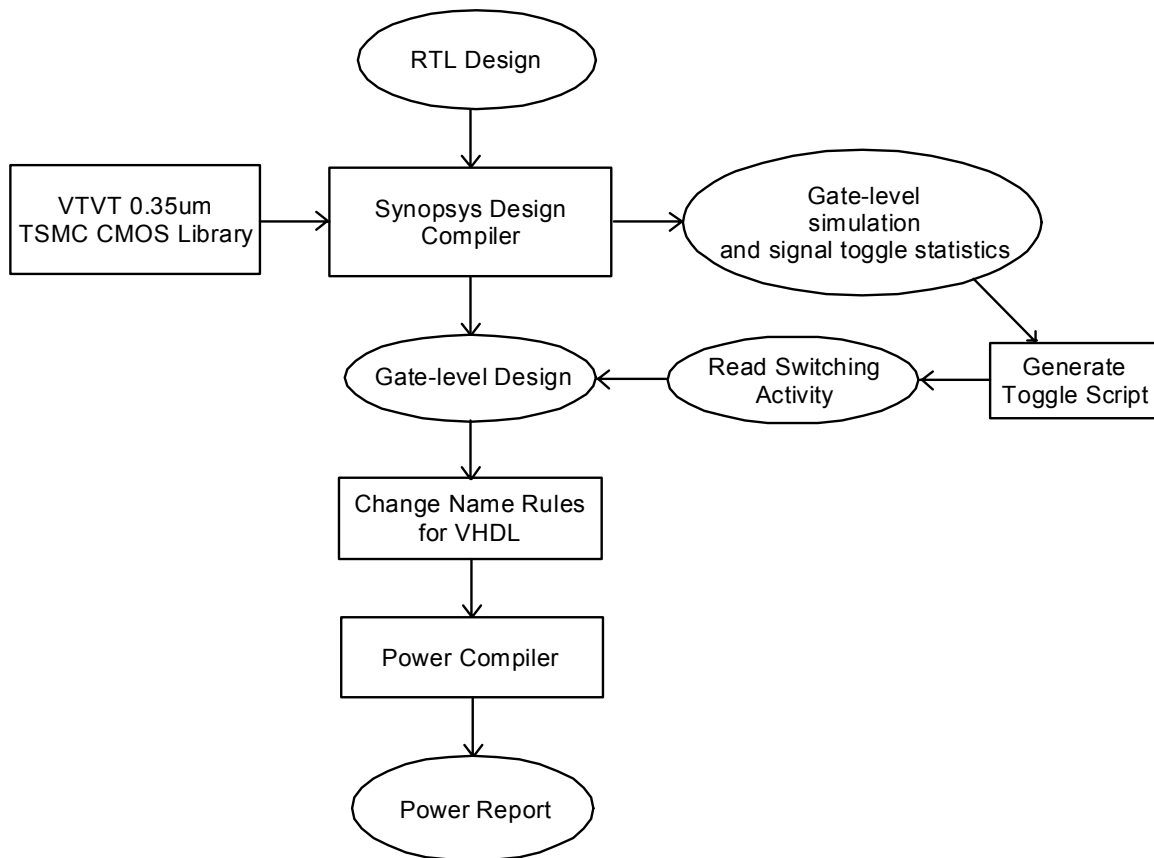 RTL Design
VTVT 0.35um
TSMC CMOS Library
Synopsys Design
Compiler
Gate-level
simulation
and signal toggle statistics
Gate-level Design
Read Switching
Activity
Generate
Toggle Script
Change Name Rules
for VHDL
Power Compiler
Power Report